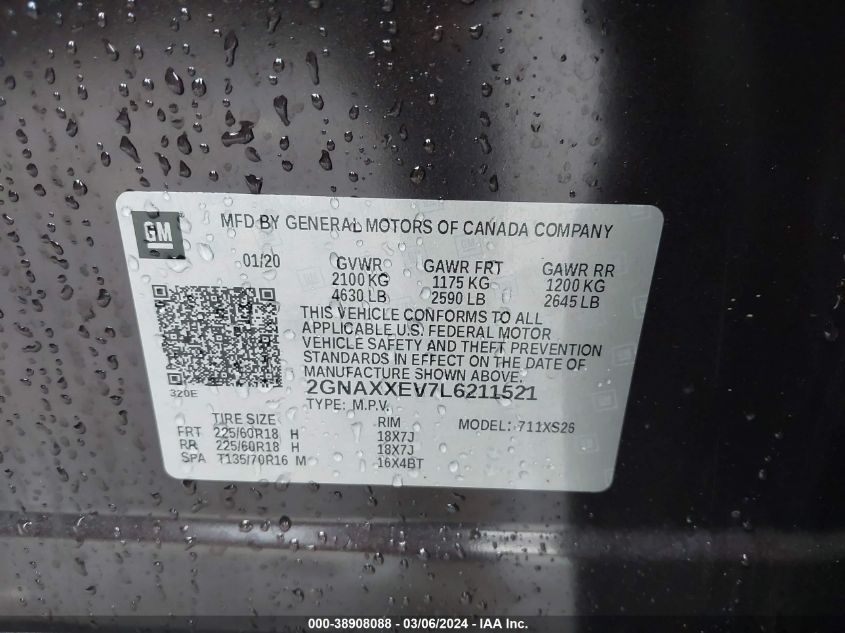 GM
MFD BY GENERAL MOTORS OF CANADA COMPANY
01/20 GVWR GAWR FRT GAWR RR
2100 KG 1175 KG 1200 KG
4630 LB 2590 LB 2645 LB
THIS VEHICLE CONFORMS TO ALL
APPLICABLE U.S. FEDERAL MOTOR
VEHICLE SAFETY AND THEFT PREVENTION
STANDARDS IN EFFECT ON THE DATE OF
MANUFACTURE SHOWN ABOVE.
320E
2GNAXXEV7L6211521
TYPE: M.P.V.
TIRE SIZE RIM MODEL: 711XS26
FRT 225/60R18 H 18X7J
RR 225/60R18 H 18X7J
SPA T135/70R16 M 16X4BT
000-38908088 - 03/06/2024 - IAA Inc.